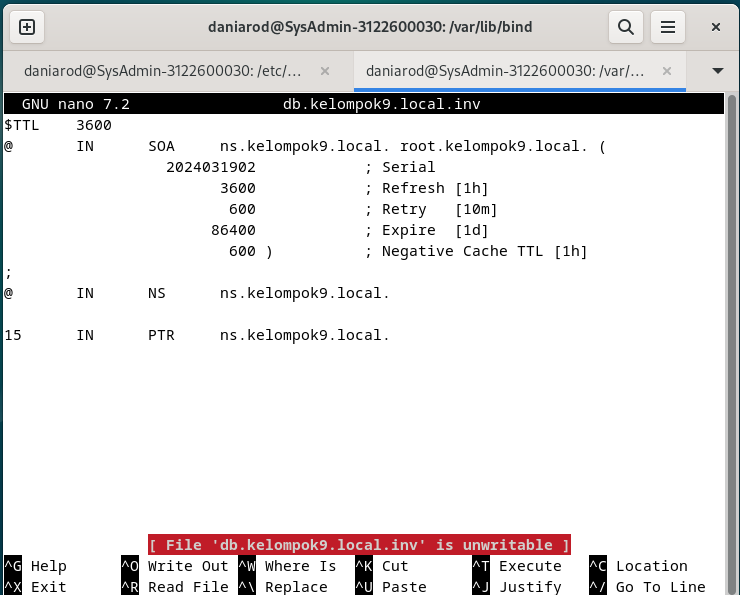 daniarod@SysAdmin-3122600030: /var/lib/bind
daniarod@SysAdmin-3122600030: /etc/... × daniarod@SysAdmin-3122600030: /var/... ×
GNU nano 7.2 db.kelompok9.local.inv
$TTL 3600
@ IN SOA ns.kelompok9.local. root.kelompok9.local. (
2024031902 ; Serial
3600 ; Refresh [1h]
600 ; Retry [10m]
86400 ; Expire [1d]
600 ) ; Negative Cache TTL [1h]
;
@ IN NS ns.kelompok9.local.
15 IN PTR ns.kelompok9.local.
[ File 'db.kelompok9.local.inv' is unwritable ]
^G Help ^O Write Out ^W Where Is ^K Cut ^T Execute ^C Location
^X Exit ^R Read File ^\ Replace ^U Paste ^J Justify ^/ Go To Line